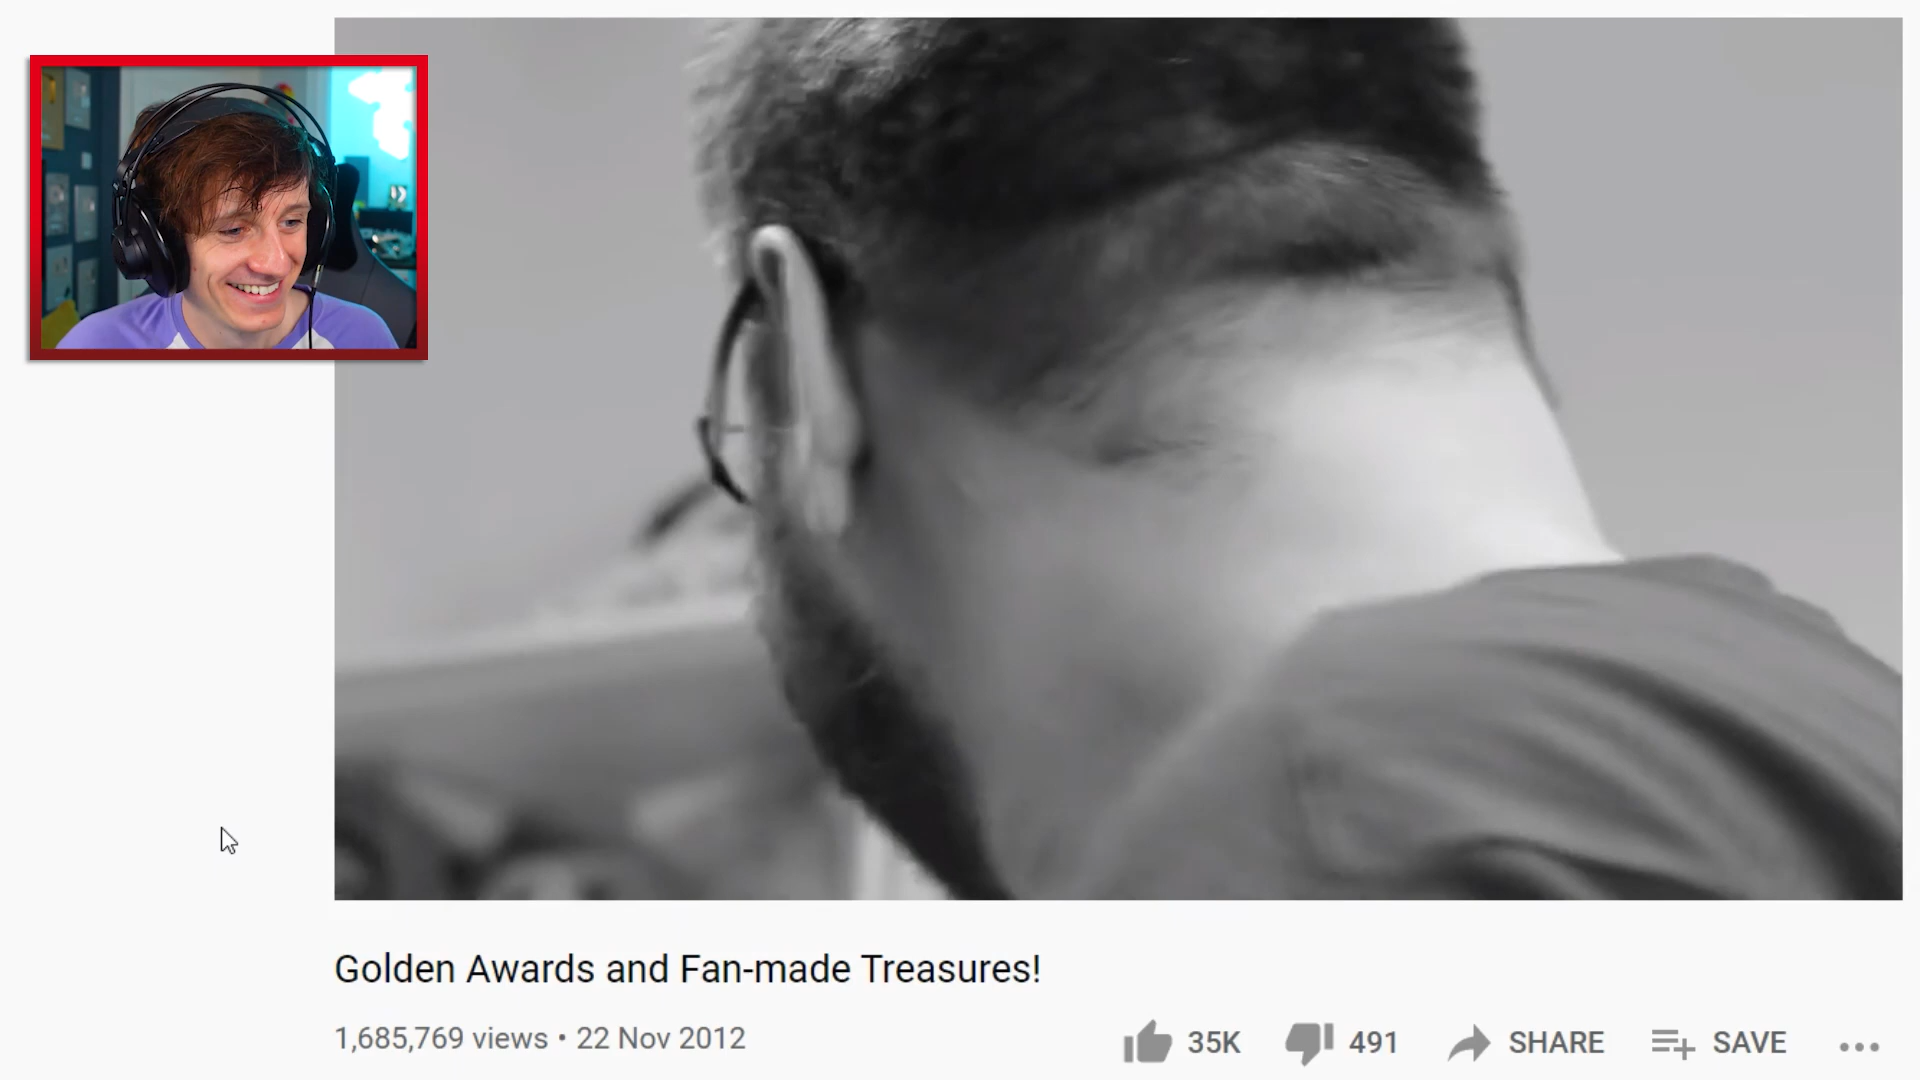 Golden Awards and Fan-made Treasures!
1,685,769 views • 22 Nov 2012
35K 491 SHARE SAVE